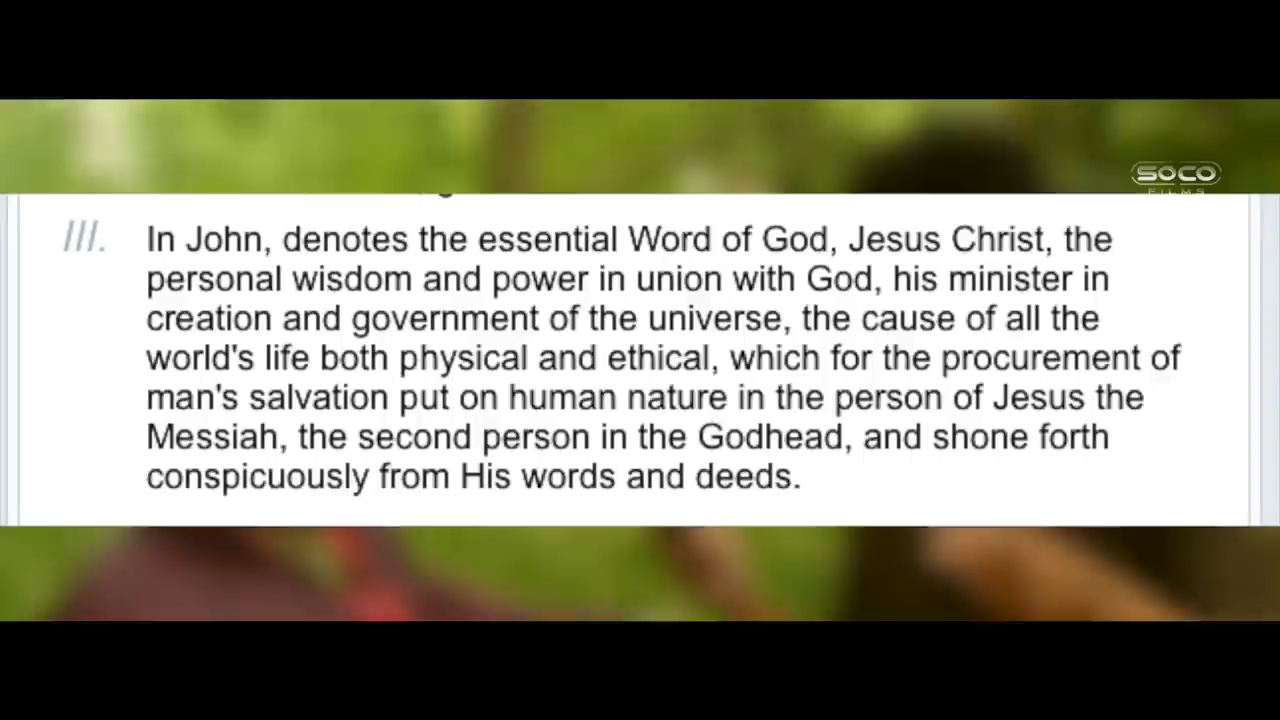 SOCO
FILMS
III. In John, denotes the essential Word of God, Jesus Christ, the
personal wisdom and power in union with God, his minister in
creation and government of the universe, the cause of all the
world's life both physical and ethical, which for the procurement of
man's salvation put on human nature in the person of Jesus the
Messiah, the second person in the Godhead, and shone forth
conspicuously from His words and deeds.